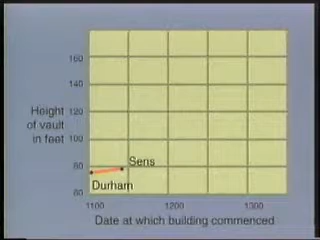 160
140
Height 120
of vault
in feet 100
80
Sens
60
Durham
1100 1200 1300
Date at which building commenced